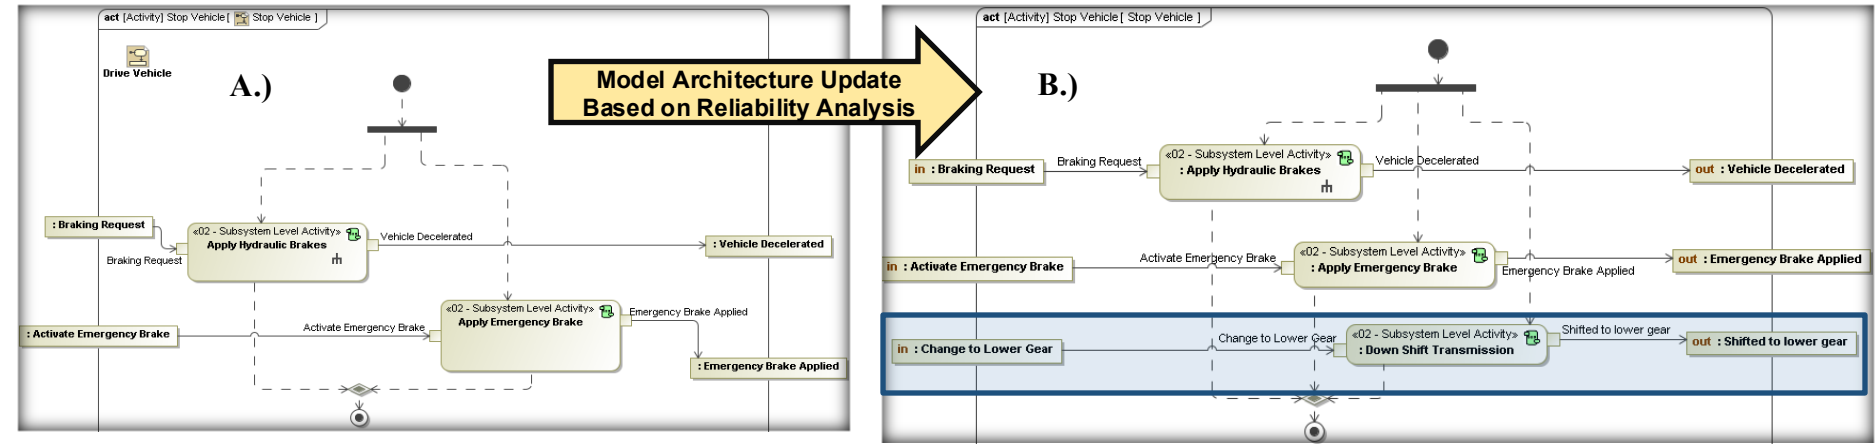 act [Activity] Stop Vehicle [ Stop Vehicle ]
Drive Vehicle
A.)
: Braking Request
Braking Request
«02 - Subsystem Level Activity»
Apply Hydraulic Brakes
Vehicle Decelerated
: Vehicle Decelerated
: Activate Emergency Brake
Activate Emergency Brake
«02 - Subsystem Level Activity»
Apply Emergency Brake
Emergency Brake Applied
: Emergency Brake Applied
Model Architecture Update
Based on Reliability Analysis
act [Activity] Stop Vehicle [ Stop Vehicle ]
B.)
in : Braking Request
Braking Request
«02 - Subsystem Level Activity»
: Apply Hydraulic Brakes
Vehicle Decelerated
out : Vehicle Decelerated
in : Activate Emergency Brake
Activate Emergency Brake
«02 - Subsystem Level Activity»
: Apply Emergency Brake
Emergency Brake Applied
out : Emergency Brake Applied
in : Change to Lower Gear
Change to Lower Gear
«02 - Subsystem Level Activity»
: Down Shift Transmission
Shifted to lower gear
out : Shifted to lower gear